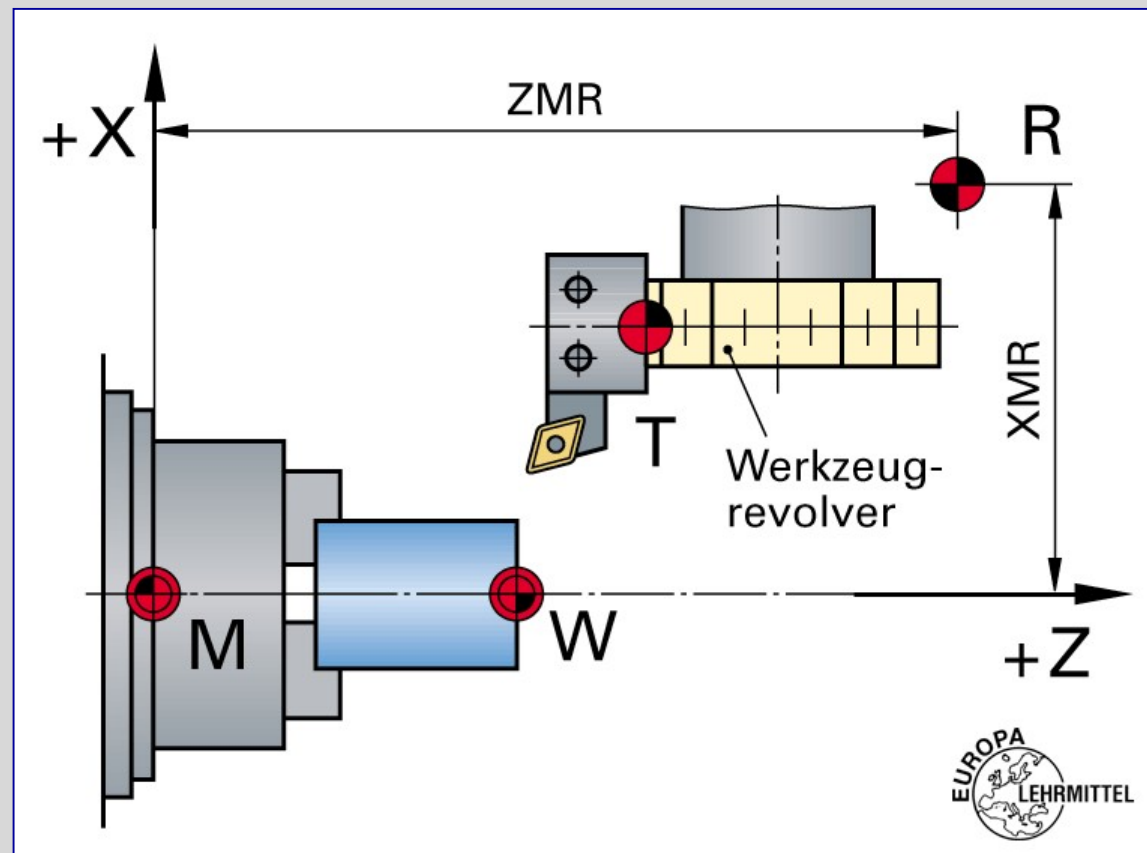 ZMR
+X
R
XMR
T
Werkzeug-
revolver
M
W
+Z
EUROPA
LEHRMITTEL